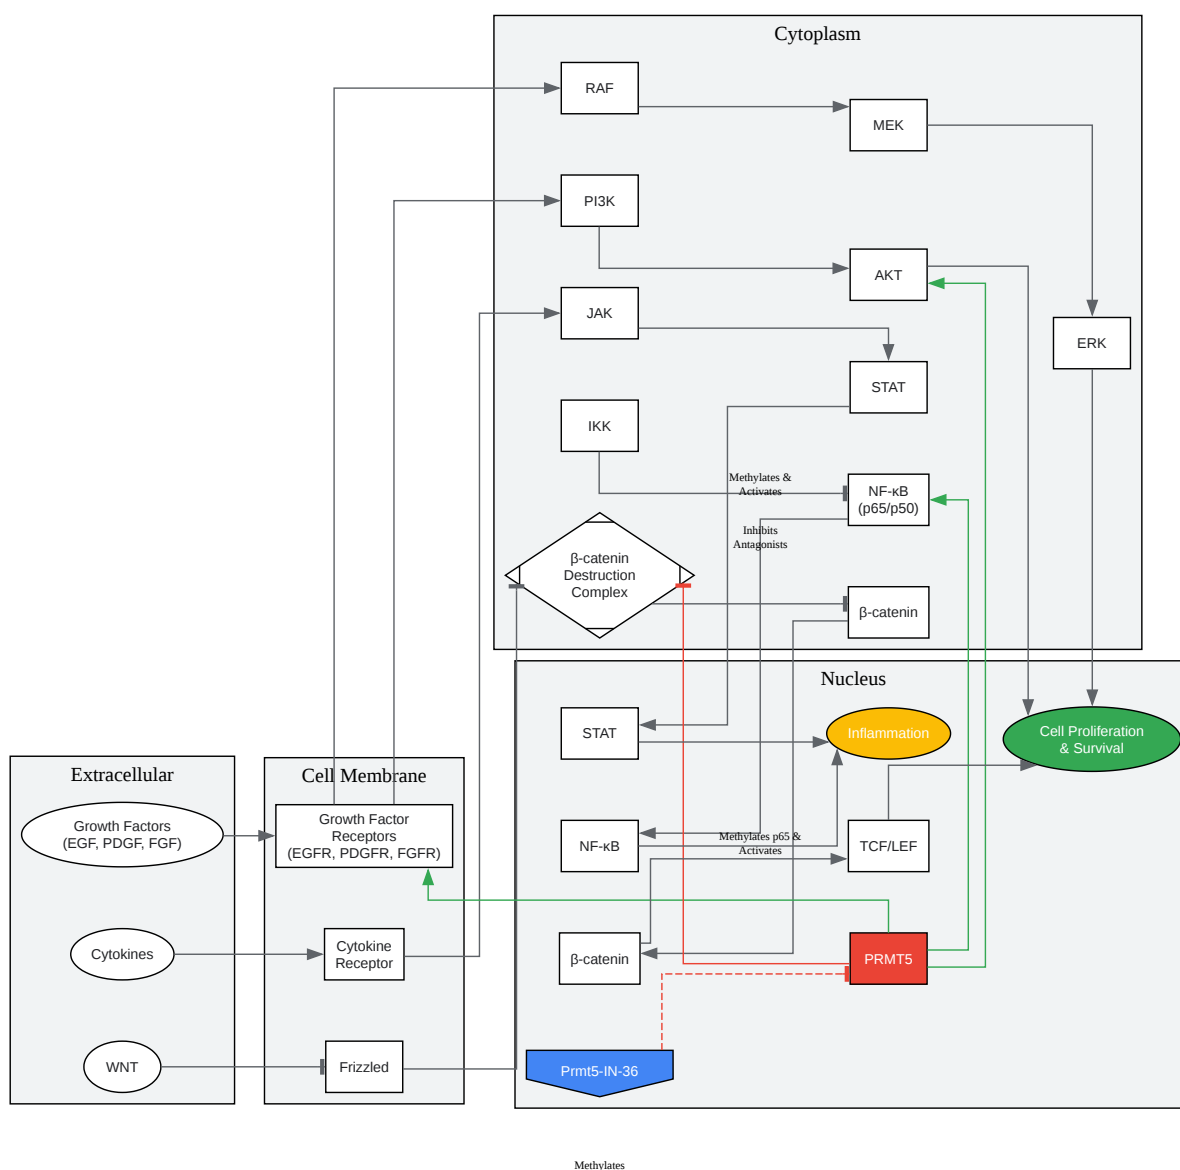 Cytoplasm
RAF
MEK
PI3K
AKT
JAK
ERK
STAT
IKK
Methylates &
Activates
NF-κB
(p65/p50)
Inhibits
Antagonists
β-catenin
Destruction
Complex
β-catenin
Nucleus
STAT
Inflammation
Cell Proliferation
& Survival
Extracellular
Cell Membrane
Growth Factors
(EGF, PDGF, FGF)
Growth Factor
Receptors
(EGFR, PDGFR, FGFR)
NF-κB
Methylates p65 &
Activates
TCF/LEF
Cytokines
Cytokine
Receptor
β-catenin
PRMT5
WNT
Frizzled
Prmt5-IN-36
Methylates